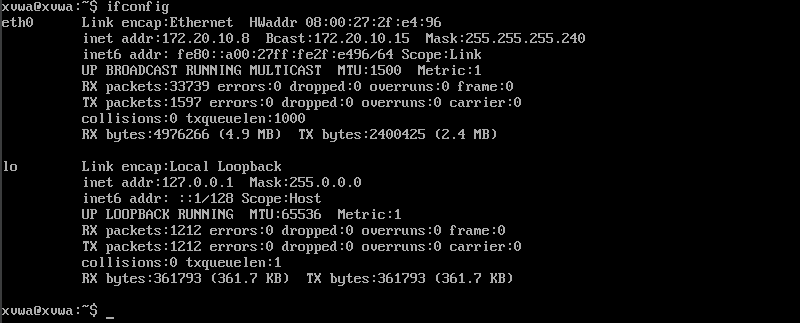 xvwa@xvwa:~$ ifconfig
eth0 Link encap:Ethernet HWaddr 08:00:27:2f:e4:96
inet addr:172.20.10.8 Bcast:172.20.10.15 Mask:255.255.255.240
inet6 addr: fe80::a00:27ff:fe2f:e496/64 Scope:Link
UP BROADCAST RUNNING MULTICAST MTU:1500 Metric:1
RX packets:33739 errors:0 dropped:0 overruns:0 frame:0
TX packets:1597 errors:0 dropped:0 overruns:0 carrier:0
collisions:0 txqueuelen:1000
RX bytes:4976266 (4.9 MB) TX bytes:2400425 (2.4 MB)
lo Link encap:Local Loopback
inet addr:127.0.0.1 Mask:255.0.0.0
inet6 addr: ::1/128 Scope:Host
UP LOOPBACK RUNNING MTU:65536 Metric:1
RX packets:1212 errors:0 dropped:0 overruns:0 frame:0
TX packets:1212 errors:0 dropped:0 overruns:0 carrier:0
collisions:0 txqueuelen:1
RX bytes:361793 (361.7 KB) TX bytes:361793 (361.7 KB)
xvwa@xvwa:~$ _